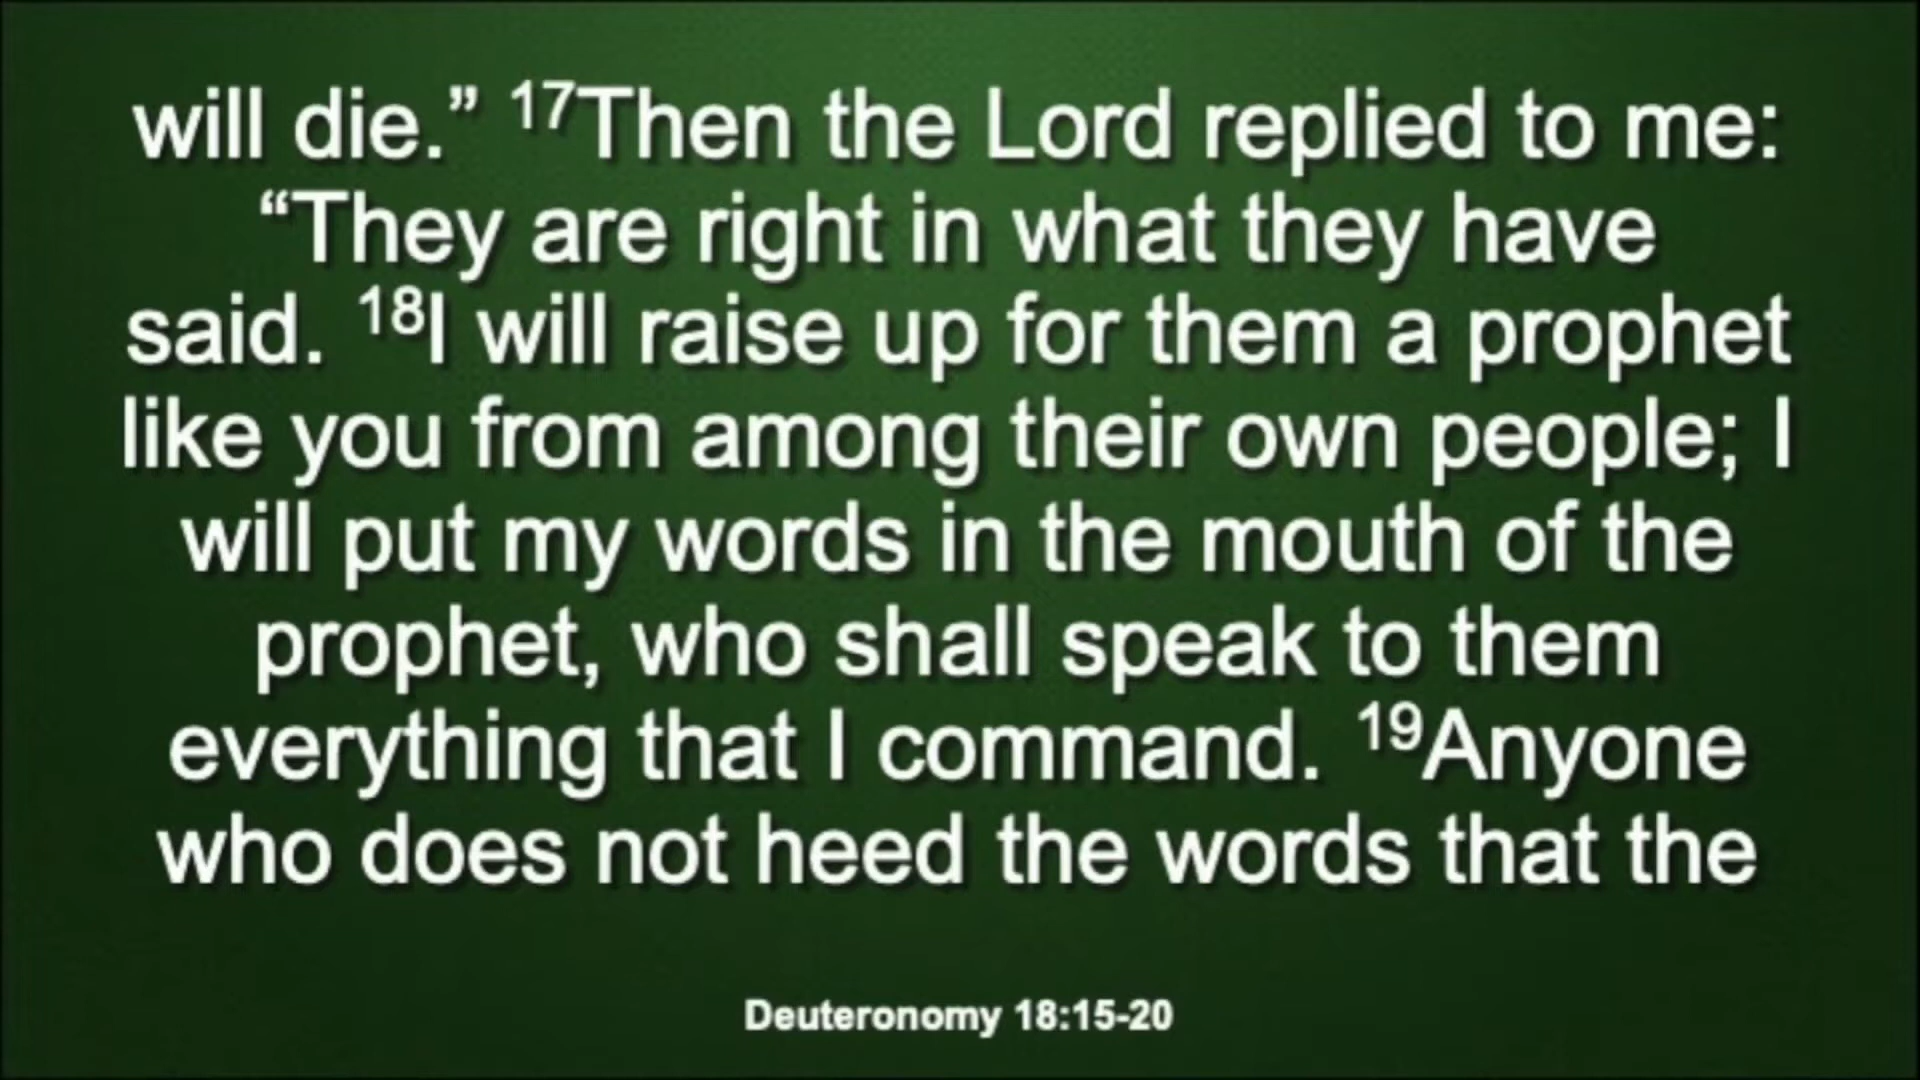 will die.” 17Then the Lord replied to me:
“They are right in what they have
said. 18I will raise up for them a prophet
like you from among their own people; I
will put my words in the mouth of the
prophet, who shall speak to them
everything that I command. 19Anyone
who does not heed the words that the
Deuteronomy 18:15-20